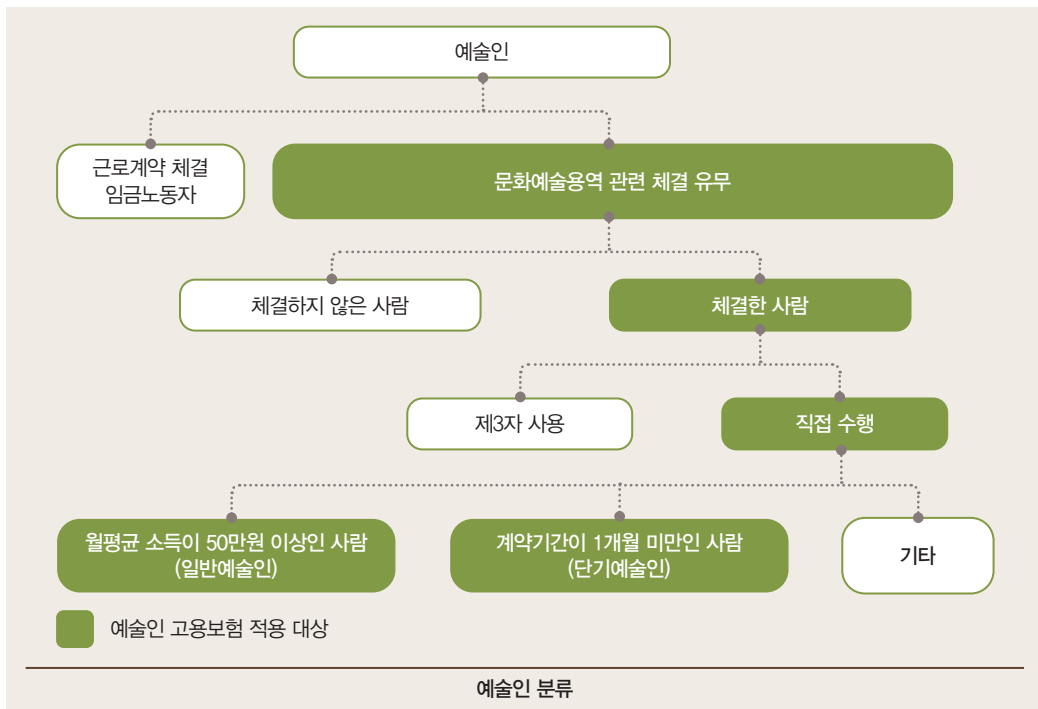 예술인
근로계약 체결
임금노동자
문화예술용역 관련 체결 유무
체결하지 않은 사람
체결한 사람
제3자 사용
직접 수행
월평균 소득이 50만원 이상인 사람
(일반예술인)
계약기간이 1개월 미만인 사람
(단기예술인)
기타
예술인 고용보험 적용 대상
예술인 분류